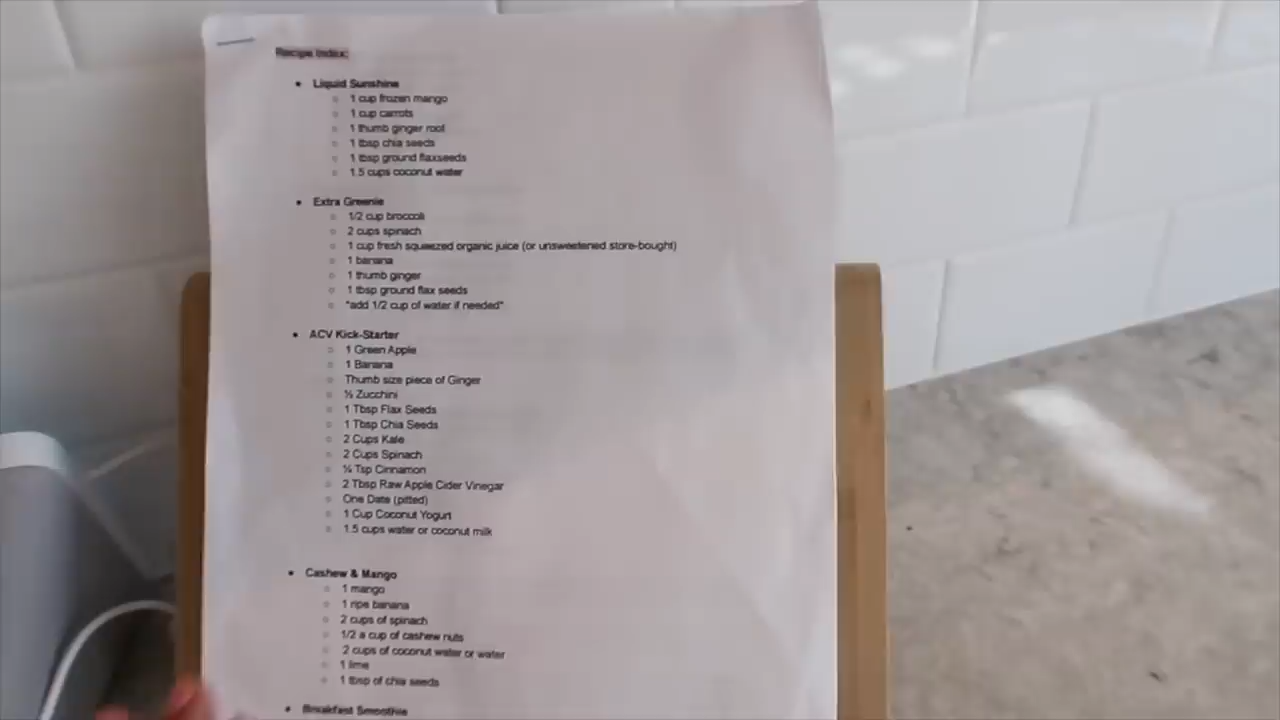 Recipe Index:
Liquid Sunshine
1 cup frozen mango
1 cup carrots
1 thumb ginger root
1 tbsp chia seeds
1 tbsp ground flaxseeds
1.5 cups coconut water
Extra Greenie
1/2 cup broccoli
2 cups spinach
1 cup fresh squeezed organic juice (or unsweetened store-bought)
1 banana
1 thumb ginger
1 tbsp ground flax seeds
*add 1/2 cup of water if needed*
ACV Kick-Starter
1 Green Apple
1 Banana
Thumb size piece of Ginger
½ Zucchini
1 Tbsp Flax Seeds
1 Tbsp Chia Seeds
2 Cups Kale
2 Cups Spinach
Tsp Cinnamon
2 Tbsp Raw Apple Cider Vinegar
One Date (pitted)
1 Cup Coconut Yogurt
1.5 cups water or coconut milk
Cashew & Mango
1 mango
1 ripe banana
2 cups of spinach
1/2 a cup of cashew nuts
2 cups of coconut water or water
1 lime
1 tbsp of chia seeds
Breakfast Smoothie